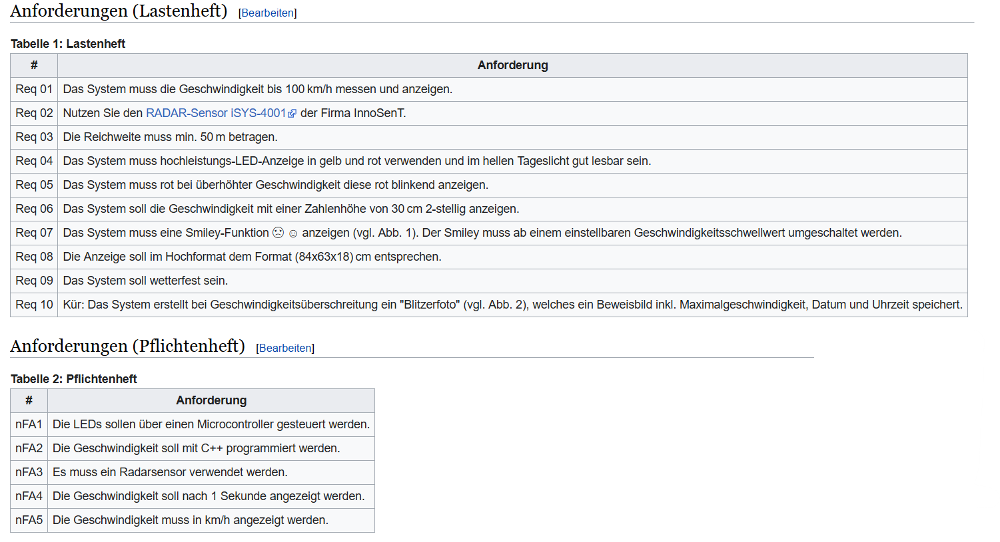 Anforderungen (Lastenheft) [Bearbeiten]
Tabelle 1: Lastenheft
# Anforderung
Req 01 Das System muss die Geschwindigkeit bis 100 km/h messen und anzeigen.
Req 02 Nutzen Sie den RADAR-Sensor iSYS-4001 der Firma InnoSenT.
Req 03 Die Reichweite muss min. 50 m betragen.
Req 04 Das System muss hochleistungs-LED-Anzeige in gelb und rot verwenden und im hellen Tageslicht gut lesbar sein.
Req 05 Das System muss rot bei überhöhter Geschwindigkeit diese rot blinkend anzeigen.
Req 06 Das System soll die Geschwindigkeit mit einer Zahlenhöhe von 30 cm 2-stellig anzeigen.
Req 07 Das System muss eine Smiley-Funktion ☹ ☺ anzeigen (vgl. Abb. 1). Der Smiley muss ab einem einstellbaren Geschwindigkeitsschwellwert umgeschaltet werden.
Req 08 Die Anzeige soll im Hochformat dem Format (84x63x18) cm entsprechen.
Req 09 Das System soll wetterfest sein.
Req 10 Kür: Das System erstellt bei Geschwindigkeitsüberschreitung ein "Blitzerfoto" (vgl. Abb. 2), welches ein Beweisbild inkl. Maximalgeschwindigkeit, Datum und Uhrzeit speichert.
Anforderungen (Pflichtenheft) [Bearbeiten]
Tabelle 2: Pflichtenheft
# Anforderung
nFA1 Die LEDs sollen über einen Microcontroller gesteuert werden.
nFA2 Die Geschwindigkeit soll mit C++ programmiert werden.
nFA3 Es muss ein Radarsensor verwendet werden.
nFA4 Die Geschwindigkeit soll nach 1 Sekunde angezeigt werden.
nFA5 Die Geschwindigkeit muss in km/h angezeigt werden.